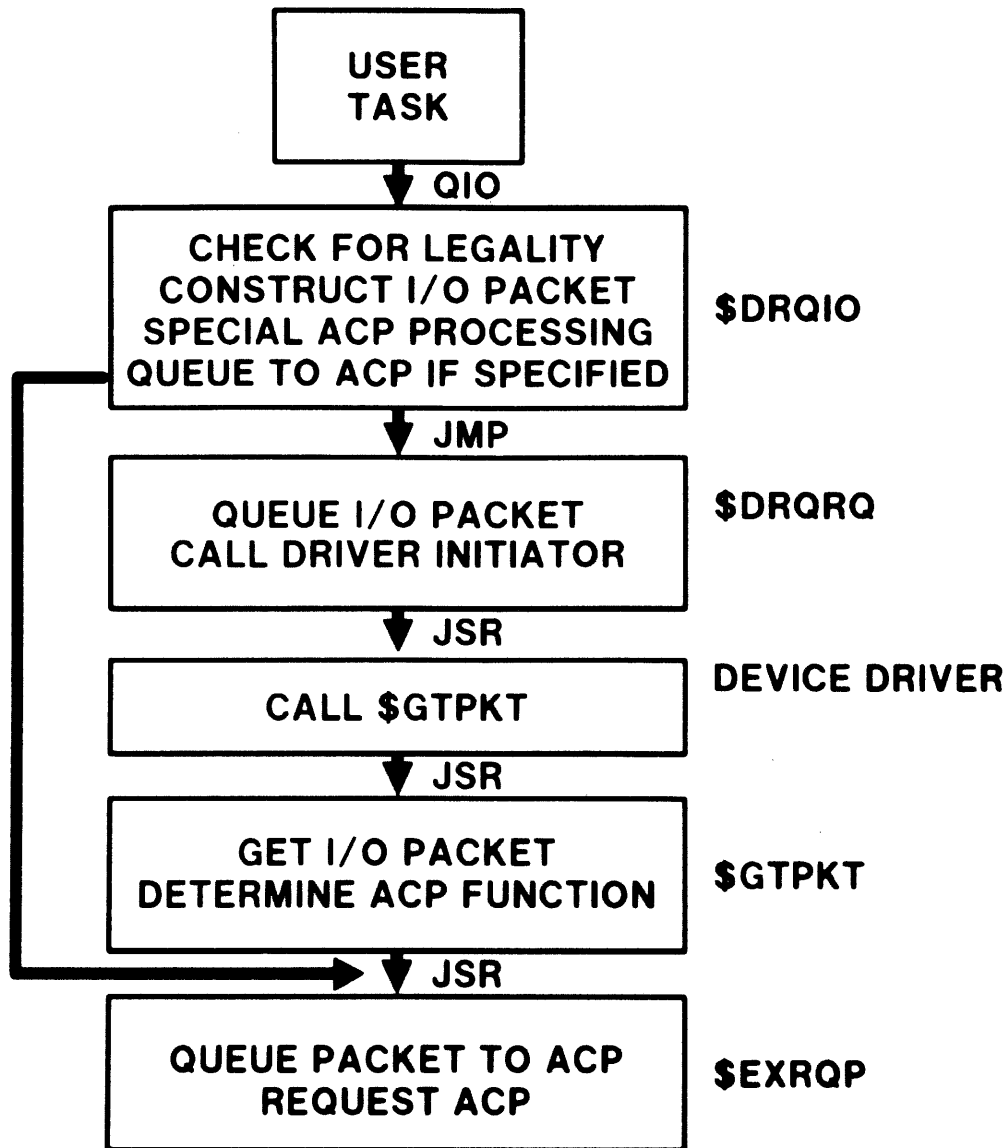 USER
TASK
QIO
CHECK FOR LEGALITY
CONSTRUCT I/O PACKET
SPECIAL ACP PROCESSING
QUEUE TO ACP IF SPECIFIED
$DRQIO
JMP
QUEUE I/O PACKET
CALL DRIVER INITIATOR
$DRQRQ
JSR
CALL $GTPKT
DEVICE DRIVER
JSR
GET I/O PACKET
DETERMINE ACP FUNCTION
$GTPKT
JSR
QUEUE PACKET TO ACP
REQUEST ACP
$EXRQP